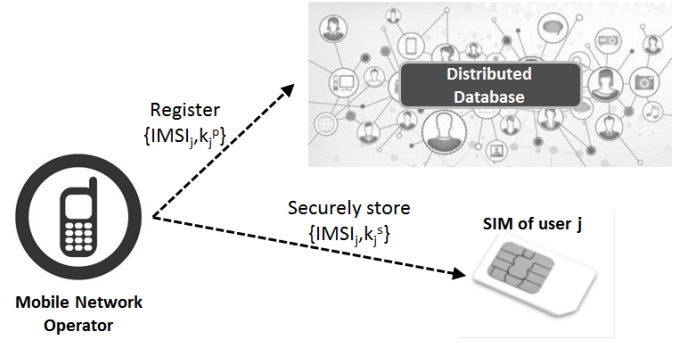 Distributed
Database
Register
{IMSIⱼ,kⱼᵖ}
Securely store
{IMSIⱼ,kⱼˢ}
SIM of user j
Mobile Network
Operator